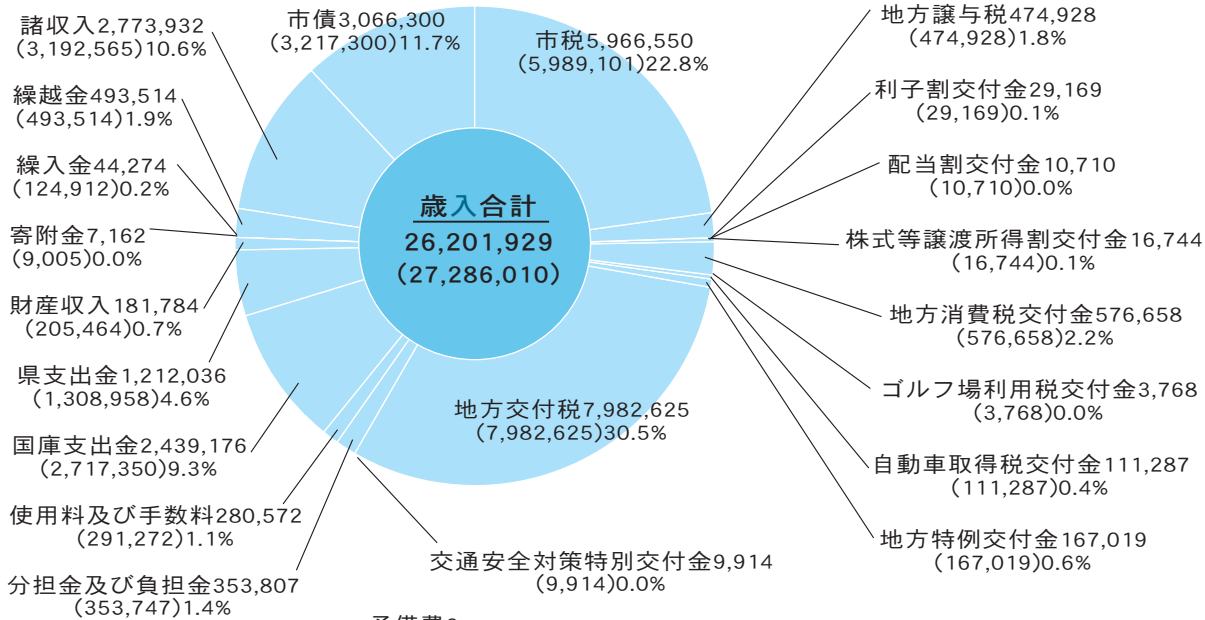 諸収入2,773,932
(3,192,565)10.6%
市債3,066,300
(3,217,300)11.7%
市税5,966,550
(5,989,101)22.8%
地方譲与税474,928
(474,928)1.8%
繰越金493,514
(493,514)1.9%
利子割交付金29,169
(29,169)0.1%
繰入金44,274
(124,912)0.2%
配当割交付金10,710
(10,710)0.0%
歳入合計
26,201,929
(27,286,010)
寄附金7,162
(9,005)0.0%
株式等譲渡所得割交付金16,744
(16,744)0.1%
財産収入181,784
(205,464)0.7%
地方消費税交付金576,658
(576,658)2.2%
県支出金1,212,036
(1,308,958)4.6%
ゴルフ場利用税交付金3,768
(3,768)0.0%
地方交付税7,982,625
(7,982,625)30.5%
国庫支出金2,439,176
(2,717,350)9.3%
自動車取得税交付金111,287
(111,287)0.4%
使用料及び手数料280,572
(291,272)1.1%
地方特例交付金167,019
(167,019)0.6%
交通安全対策特別交付金9,914
(9,914)0.0%
分担金及び負担金353,807
(353,747)1.4%